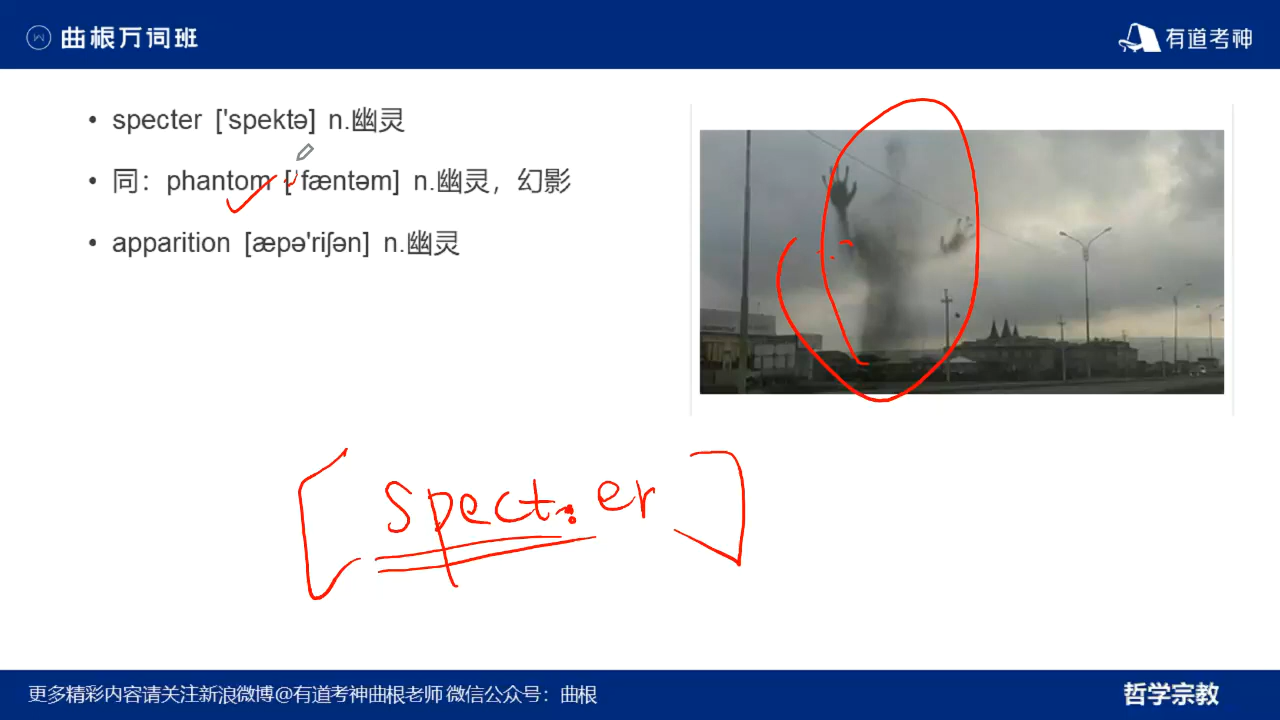 曲根万词班
有道考神
• specter ['spektə] n.幽灵
• 同：phantom ['fæntəm] n.幽灵，幻影
• apparition [æpə'riʃən] n.幽灵
[spect.er]
更多精彩内容请关注新浪微博@有道考神曲根老师 微信公众号：曲根
哲学宗教